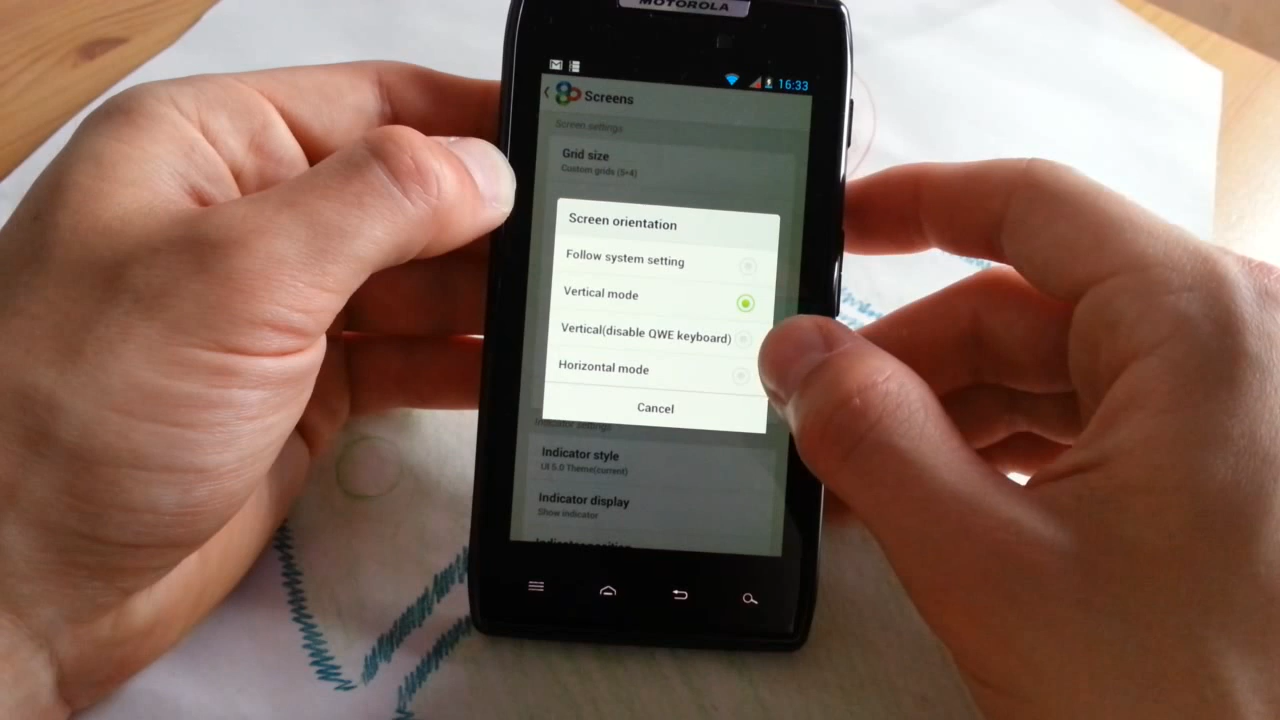 MOTOROLA
16:33
Screens
Screen settings
Grid size
Custom grids (5×4)
Screen orientation
Follow system setting
Vertical mode
Vertical(disable QWE keyboard)
Horizontal mode
Cancel
Indicator settings
Indicator style
UI 5.0 Theme(current)
Indicator display
Show indicator
Indicator position